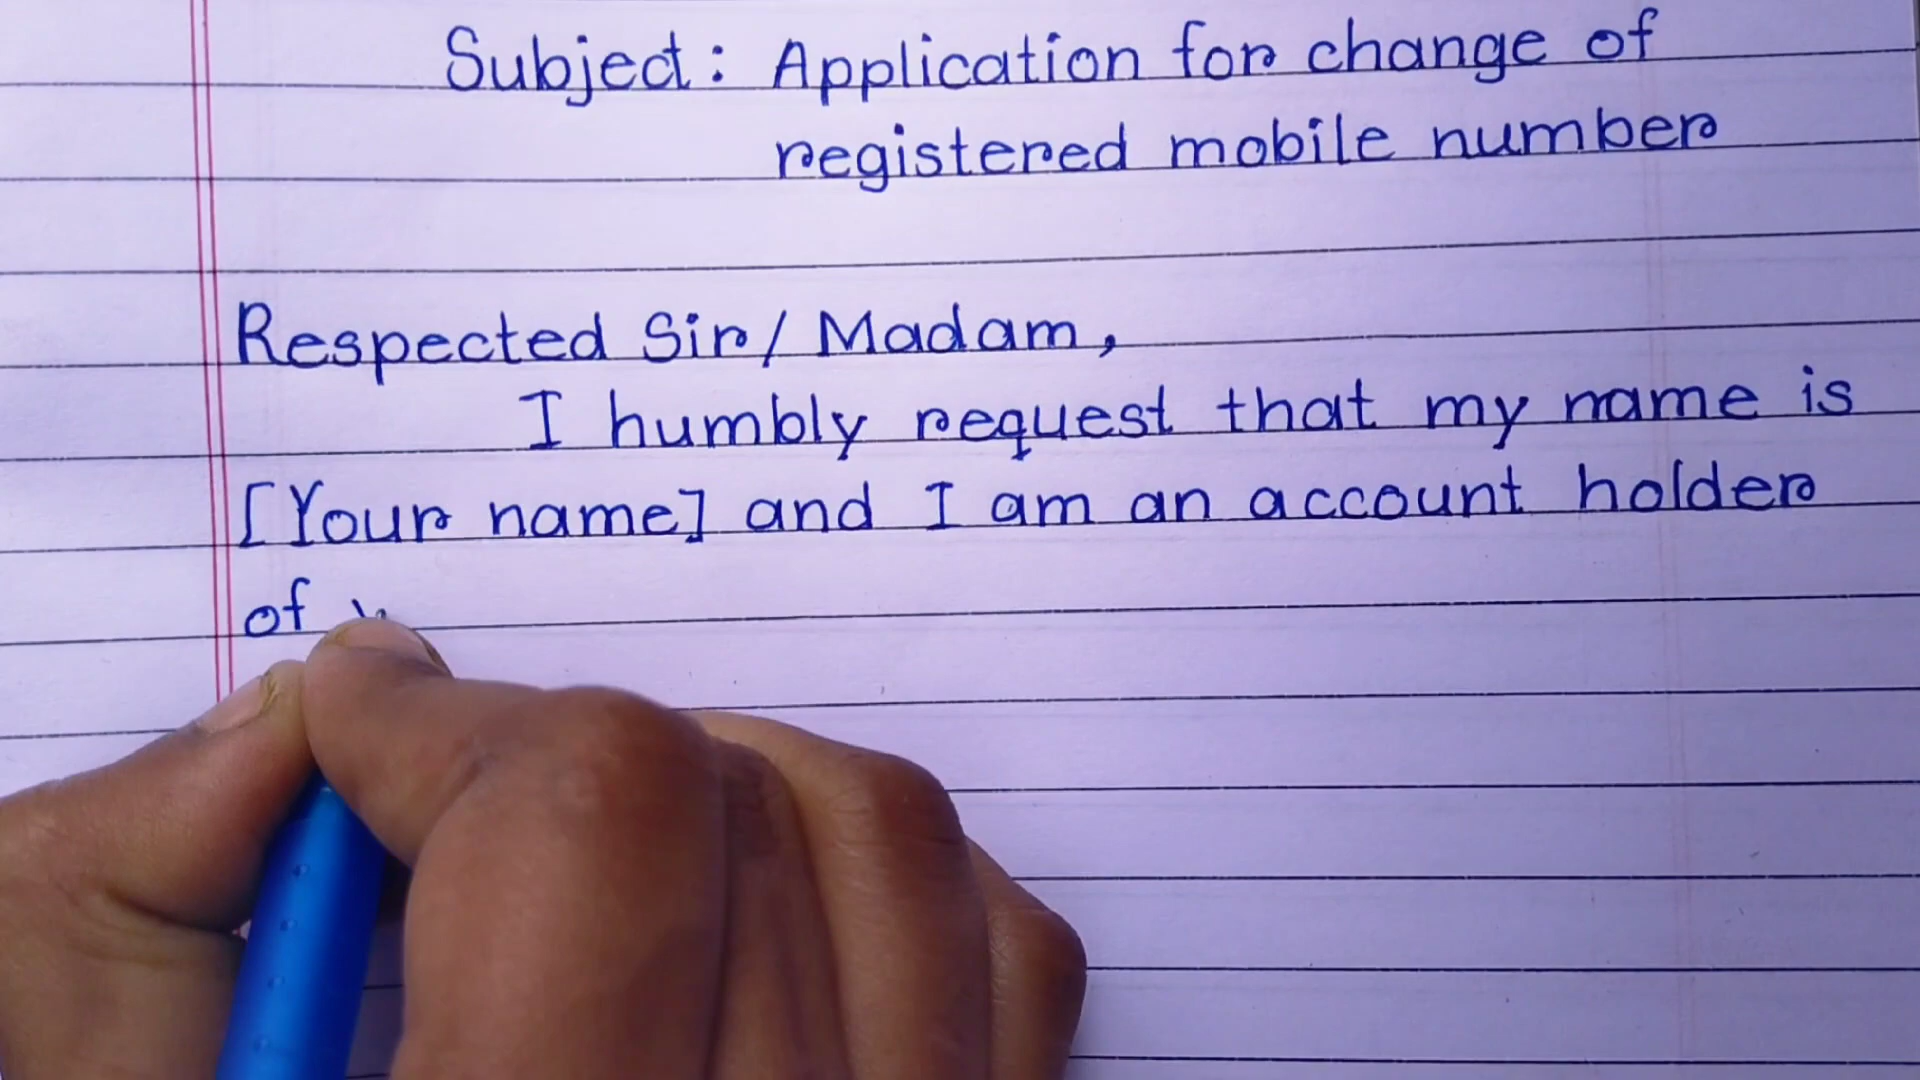 Subject: Application for change of
registered mobile number
Respected Sir/Madam,
I humbly request that my name is
[Your name] and I am an account holder
of